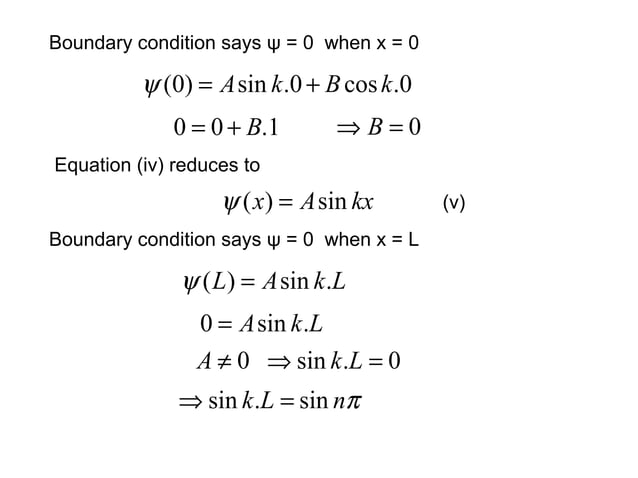 Boundary condition says ψ = 0 when x = 0
ψ(0) = A sin k.0 + B cos k.0
0 = 0 + B.1 ⇒ B = 0
Equation (iv) reduces to
ψ(x) = A sin kx (v)
Boundary condition says ψ = 0 when x = L
ψ(L) = A sin k.L
0 = A sin k.L
A ≠ 0 ⇒ sin k.L = 0
⇒ sin k.L = sin nπ